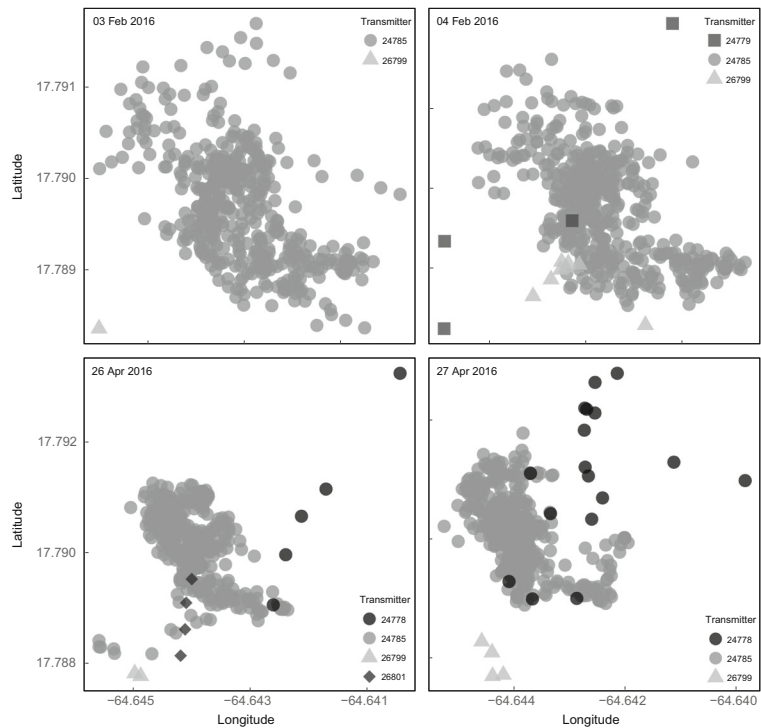 03 Feb 2016
Transmitter
24785
26799
17.791
17.790
17.789
Latitude
04 Feb 2016
Transmitter
24779
24785
26799
26 Apr 2016
17.792
17.790
17.788
Latitude
Transmitter
24778
24785
26799
26801
−64.645
−64.643
−64.641
Longitude
27 Apr 2016
Transmitter
24778
24785
26799
−64.644
−64.642
−64.640
Longitude